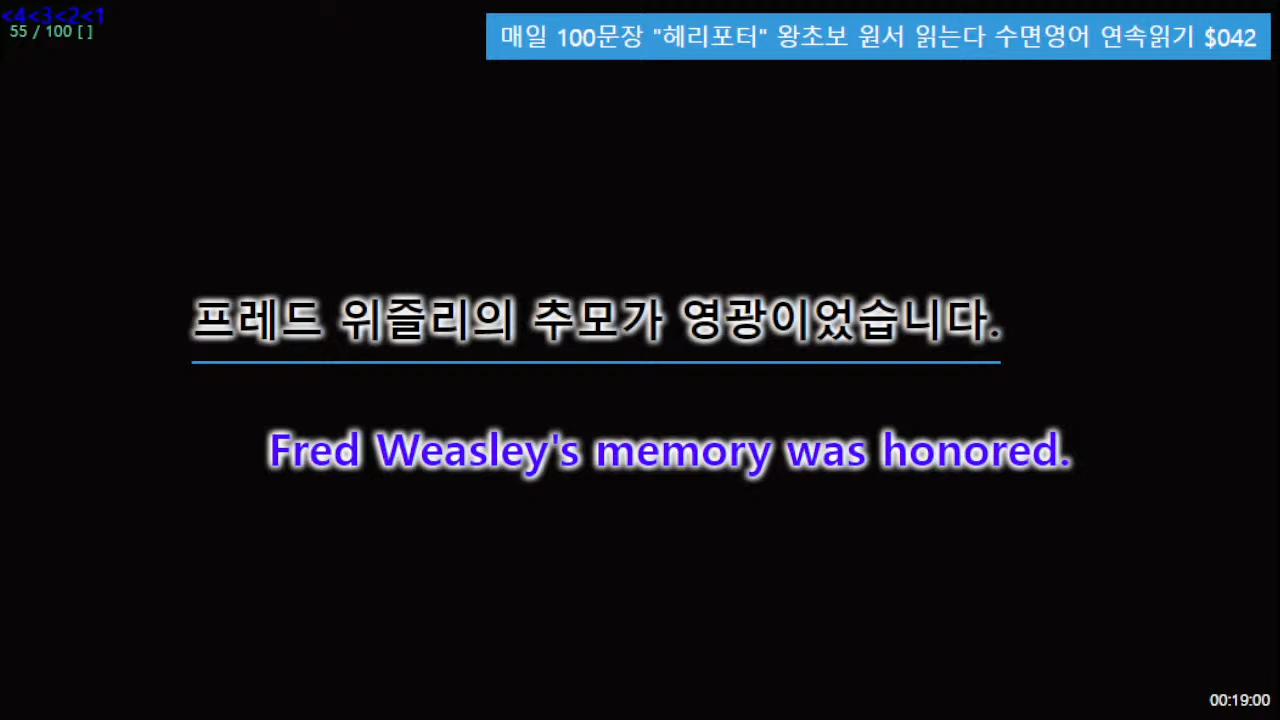 <4<3<2<1
55 / 100 [ ]
매일 100문장 "헤리포터" 왕초보 원서 읽는다 수면영어 연속읽기 $042
프레드 위즐리의 추모가 영광이었습니다.
Fred Weasley's memory was honored.
00:19:00